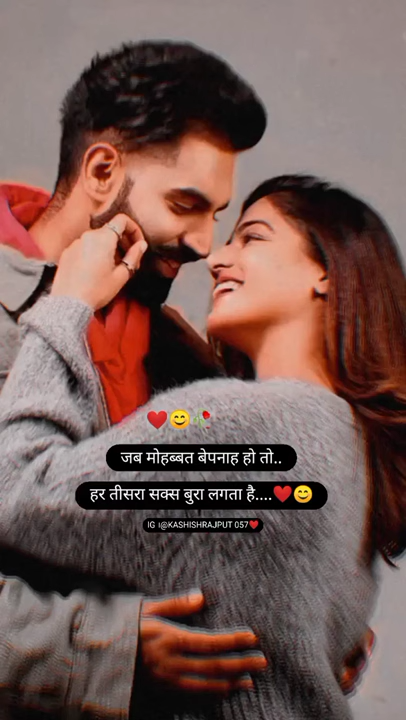 ❤️😊🥀
जब मोहब्बत बेपनाह हो तो..
हर तीसरा सक्स बुरा लगता है....❤️😊
IG :@KASHISHRAJPUT 057❤️